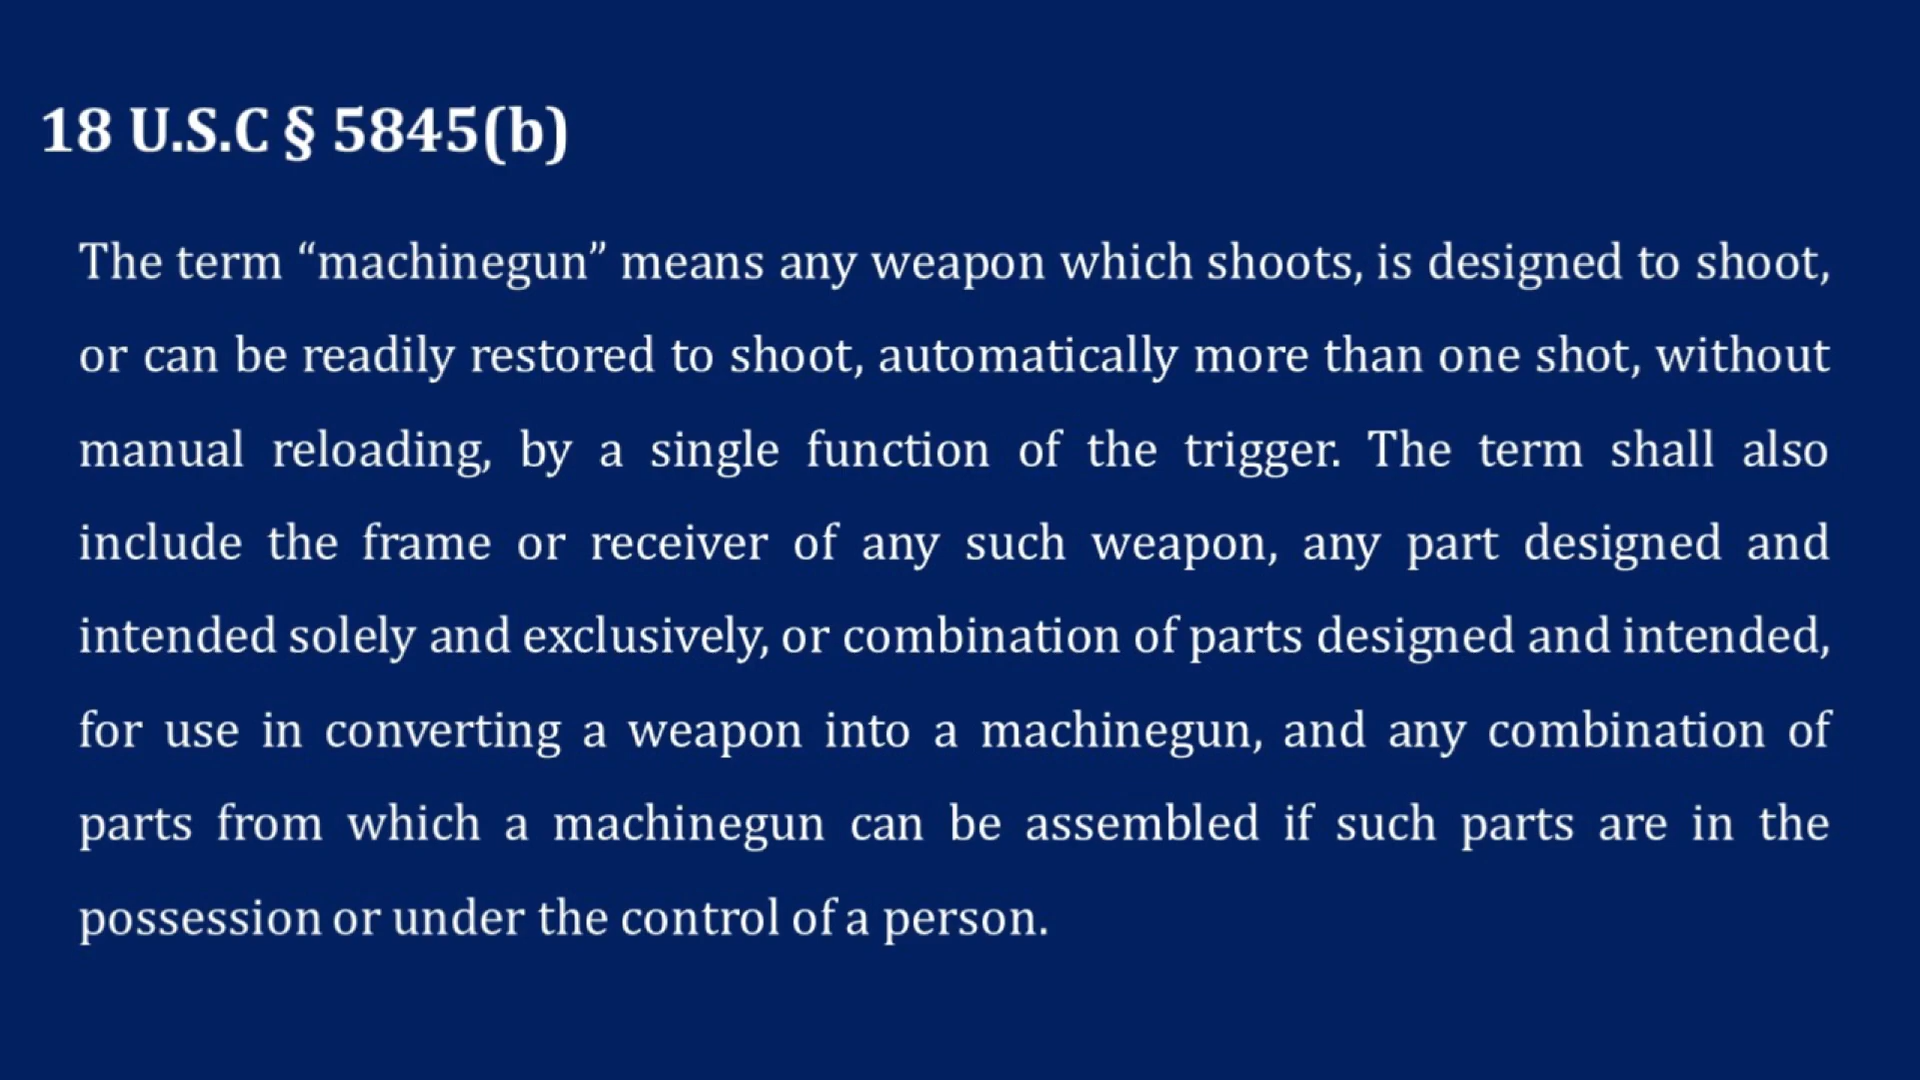 18 U.S.C § 5845(b)
The term “machinegun” means any weapon which shoots, is designed to shoot,
or can be readily restored to shoot, automatically more than one shot, without
manual reloading, by a single function of the trigger. The term shall also
include the frame or receiver of any such weapon, any part designed and
intended solely and exclusively, or combination of parts designed and intended,
for use in converting a weapon into a machinegun, and any combination of
parts from which a machinegun can be assembled if such parts are in the
possession or under the control of a person.